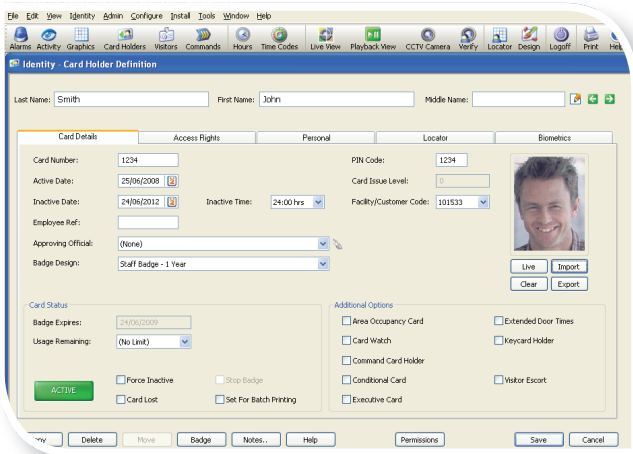 File Edit View Identity Admin Configure Install Tools Window Help
Alarms Activity Graphics Card Holders Visitors Commands Hours Time Codes Live View Playback View CCTV Camera Verify Locator Design Logoff Print
Identity - Card Holder Definition
Last Name: Smith First Name: John Middle Name:
Card Details Access Rights Personal Locator Biometrics
Card Number: 1234 PIN Code: 1234
Active Date: 25/06/2008 Card Issue Level: 0
Inactive Date: 24/06/2012 Inactive Time: 24:00 hrs Facility/Customer Code: 101533
Employee Ref:
Approving Official: (None)
Badge Design: Staff Badge - 1 Year
Live Import
Clear Export
Card Status Additional Options
Badge Expires: 24/06/2009 Area Occupancy Card Extended Door Times
Usage Remaining: (No Limit) Card Watch Keycard Holder
Command Card Holder
ACTIVE Force Inactive Stop Badge Conditional Card Visitor Escort
Card Lost Set For Batch Printing Executive Card
Delete Move Badge Notes.. Help Permissions Save Cancel